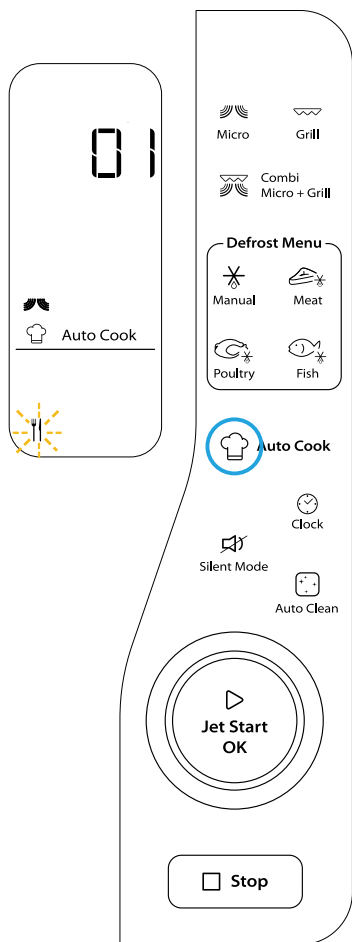 01
Auto Cook
Micro
Grill
Combi
Micro + Grill
Defrost Menu
Manual
Meat
Poultry
Fish
Auto Cook
Clock
Silent Mode
Auto Clean
Jet Start
OK
Stop